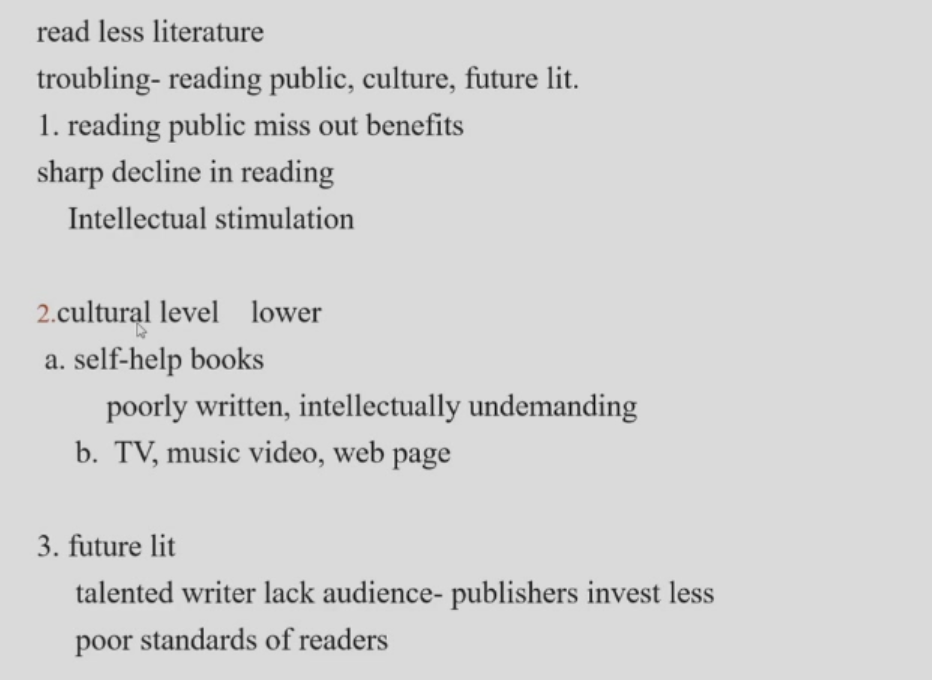 read less literature
troubling- reading public, culture, future lit.
1. reading public miss out benefits
sharp decline in reading
Intellectual stimulation
2.cultural level lower
a. self-help books
poorly written, intellectually undemanding
b. TV, music video, web page
3. future lit
talented writer lack audience- publishers invest less
poor standards of readers